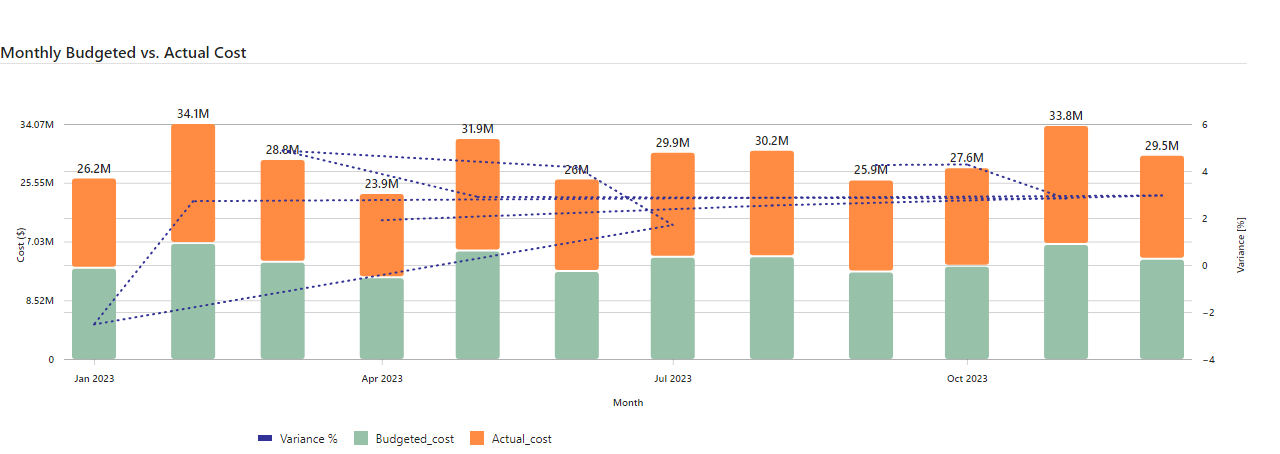 Monthly Budgeted vs. Actual Cost
34.1M
33.8M
34.07M
6
31.9M
29.9M
30.2M
29.5M
28.8M
27.6M
26.2M
26M
25.9M
4
25.55M
23.9M
2
7.03M
Cost ($)
Variance [%]
0
8.52M
−2
0
−4
Jan 2023
Apr 2023
Jul 2023
Oct 2023
Month
Variance %
Budgeted_cost
Actual_cost